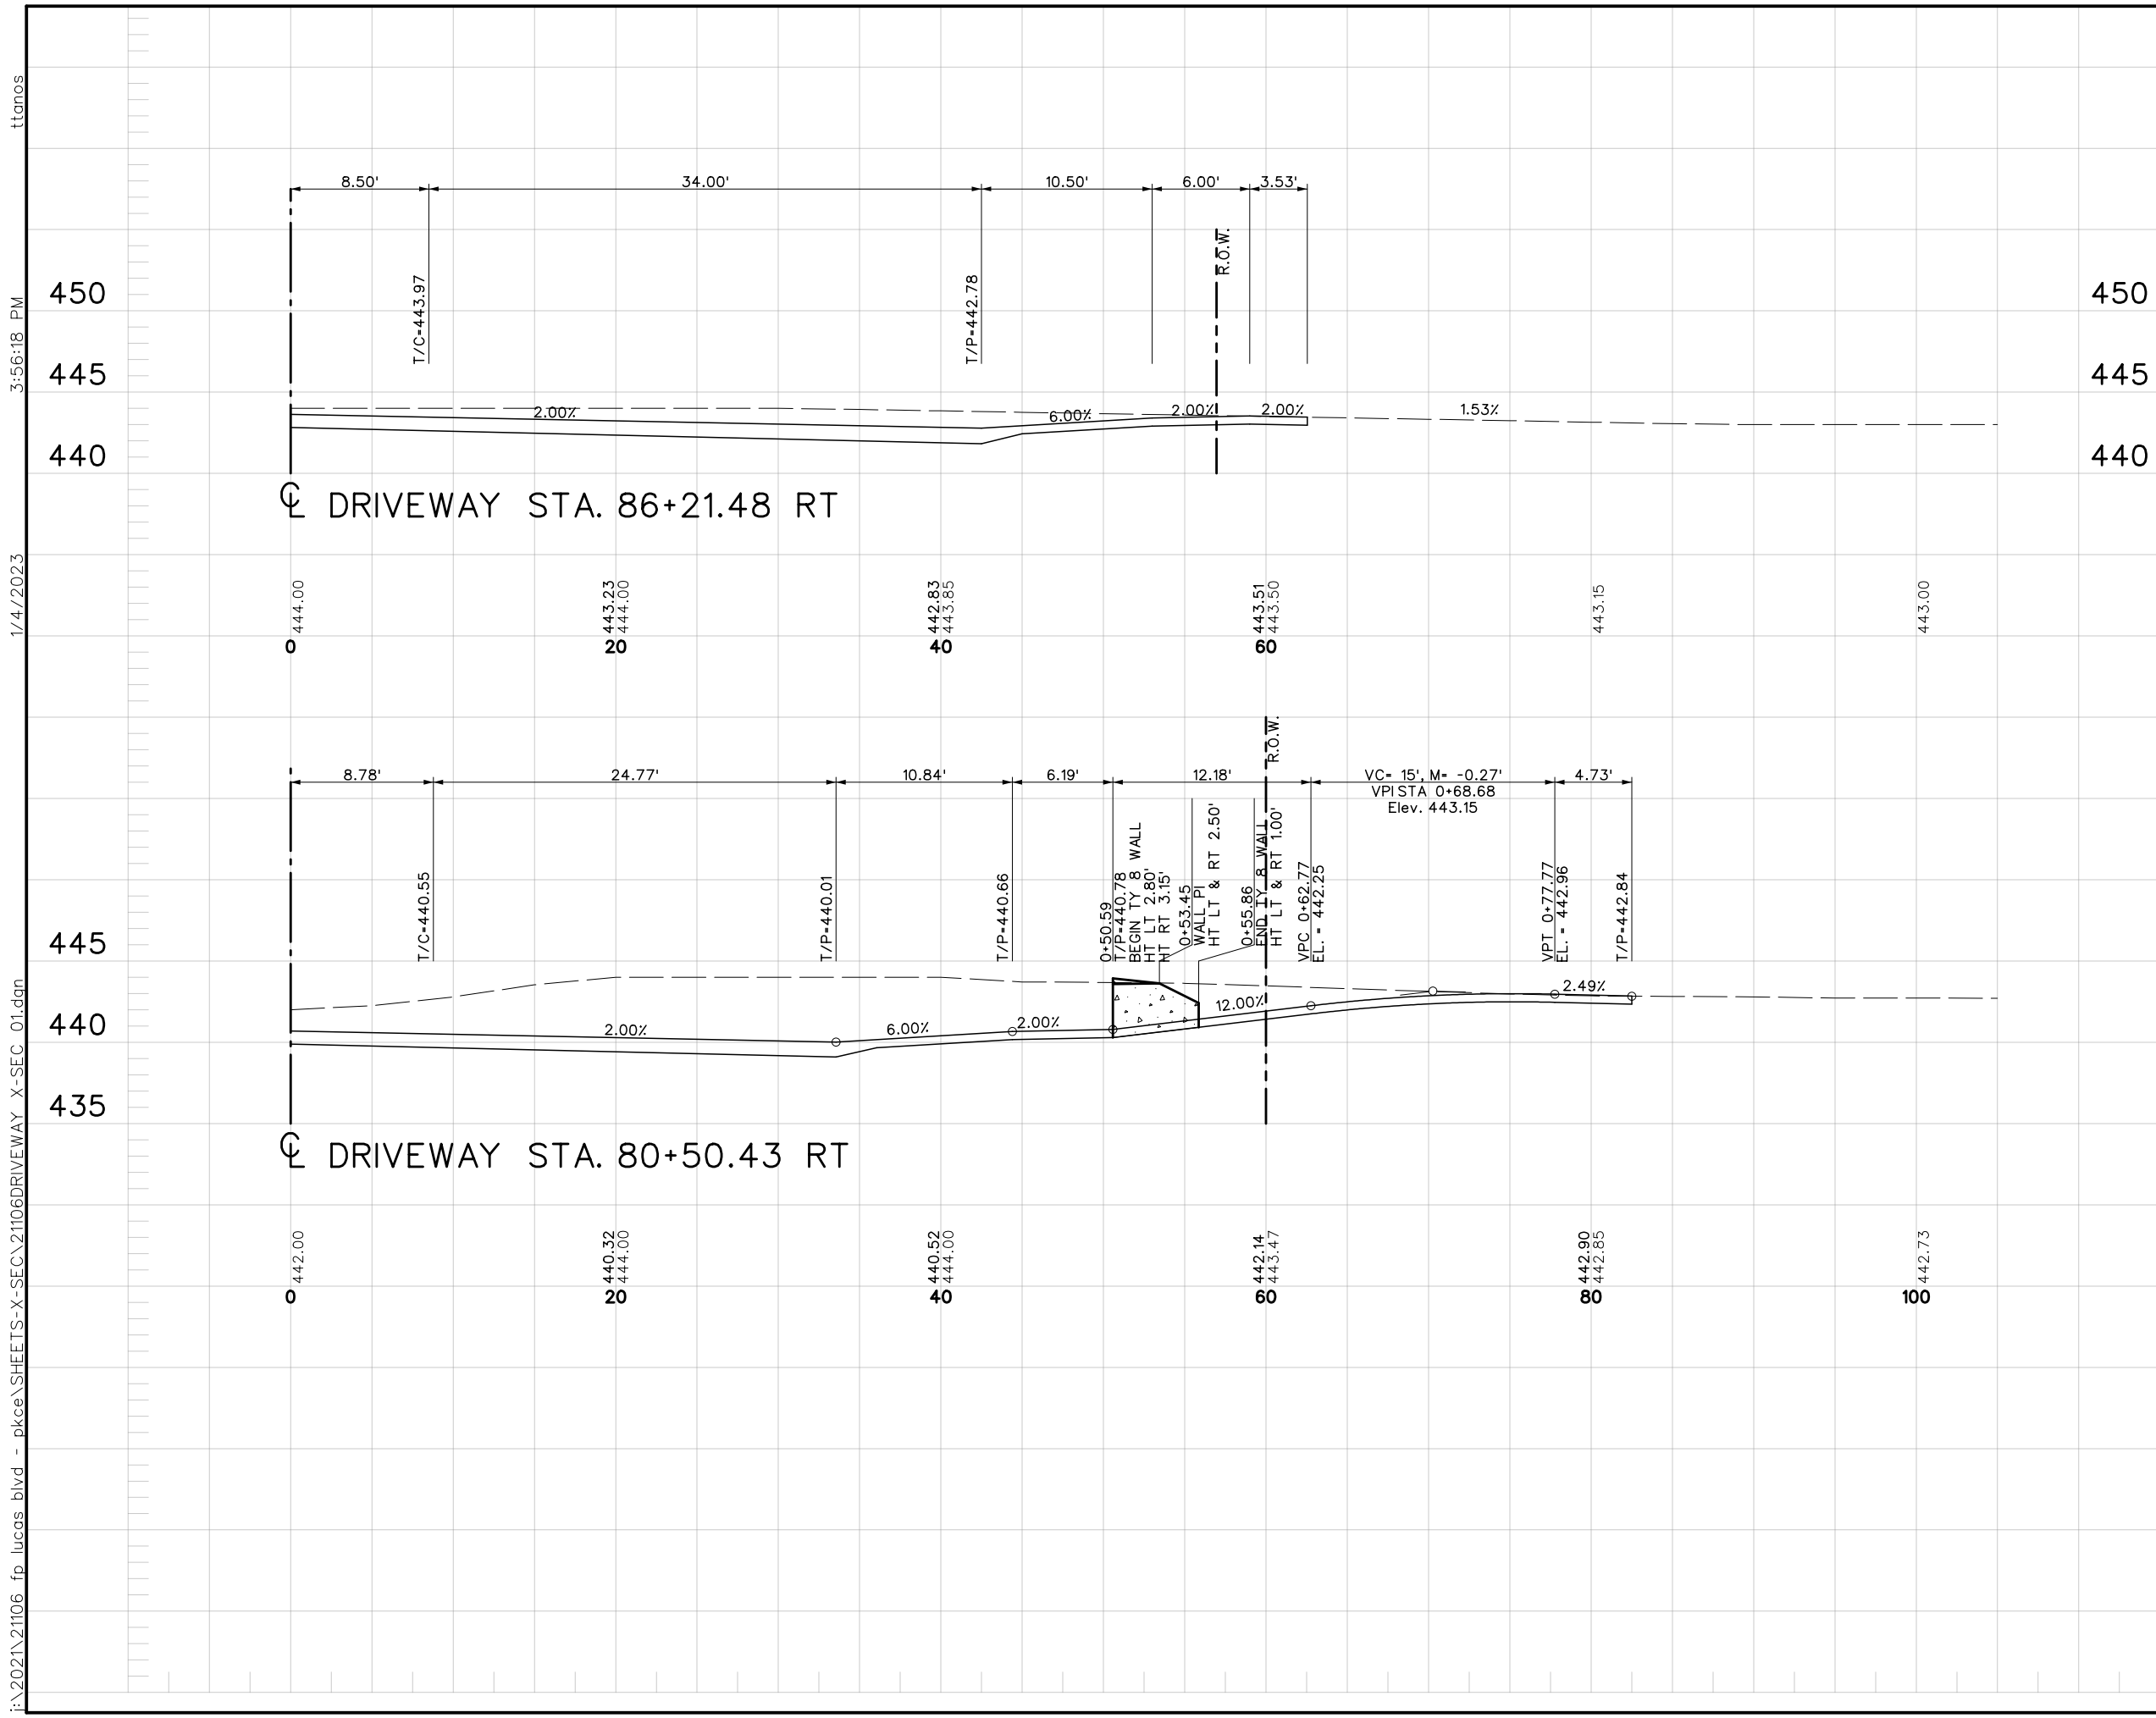 ttanos
3:56:18 PM
1/4/2023
i:\2021\21106 fp lucas blvd - pkce\SHEETS-X-SEC\21106DRIVEWAY X-SEC 01.dgn
8.50' 34.00' 10.50' 6.00' 3.53'
R.O.W.
T/C=443.97
T/P=442.78
450 450
445 445
2.00% 6.00% 2.00% 2.00% 1.53%
440 440
℄ DRIVEWAY STA. 86+21.48 RT
444.00
443.23
444.00
442.83
443.85
443.51
443.50
443.15
443.00
0 20 40 60
R.O.W.
8.78' 24.77' 10.84' 6.19' 12.18' VC= 15', M= -0.27' 4.73'
VPI STA 0+68.68
Elev. 443.15
T/C=440.55
T/P=440.01
T/P=440.66
0+50.59
T/P=440.78
BEGIN TY 8 WALL
HT LT 2.80'
HT RT 3.15'
0+53.45
WALL PI
HT LT & RT 2.50'
0+55.86
END TY 8 WALL
HT LT & RT 1.00'
VPC 0+62.77
EL. = 442.25
VPT 0+77.77
EL. = 442.96
T/P=442.84
445
440
2.00% 6.00% 2.00% 12.00% 2.49%
435
℄ DRIVEWAY STA. 80+50.43 RT
442.00
440.32
444.00
440.52
444.00
442.14
443.47
442.90
442.85
442.73
0 20 40 60 80 100